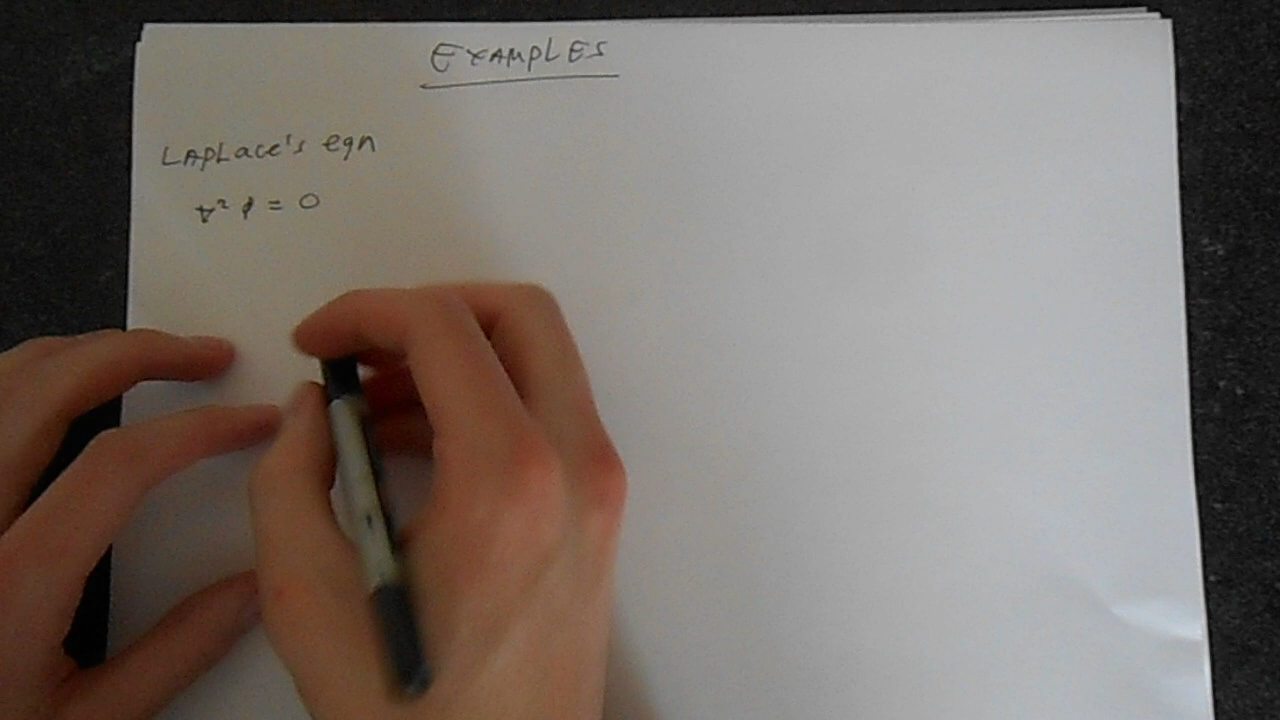 EXAMPLES
LAPLace's eqn
∇² φ = 0